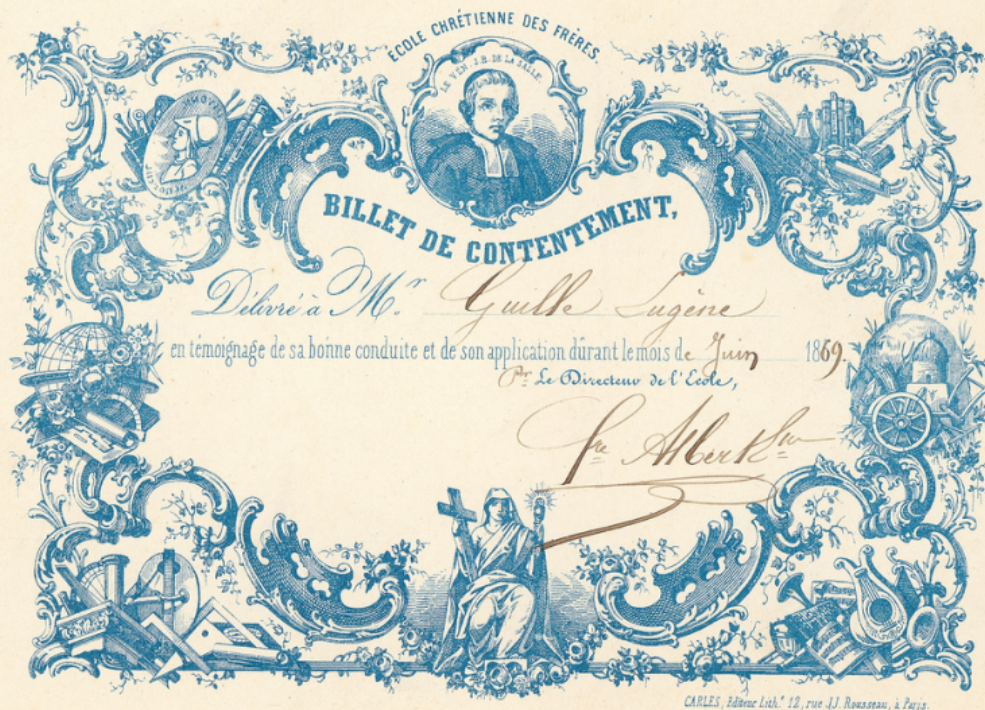 ÉCOLE CHRÉTIENNE DES FRÈRES
LE VEN. J.B. DE LA SALLE.
BILLET DE CONTENTEMENT,
Délivré à Mr. Guille Eugène
en témoignage de sa bonne conduite et de son application durant le mois de Juin 1869.
Pr. Le Directeur de l'École,
fre Albert
CARLES, Éditeur Lith.e 12, rue J.J. Rousseau, à Paris.